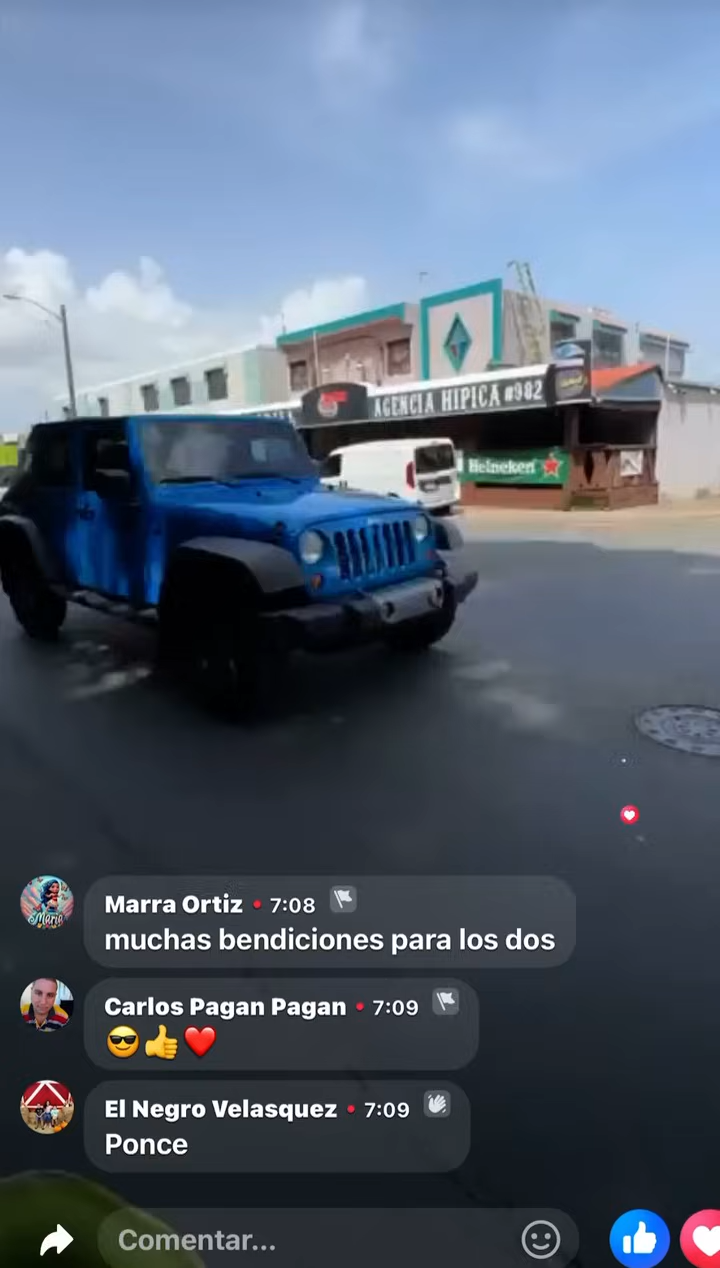 AGENCIA HIPICA #982
Heineken
Marra Ortiz • 7:08
muchas bendiciones para los dos
Carlos Pagan Pagan • 7:09
😎👍❤️
El Negro Velasquez • 7:09
Ponce
Comentar...